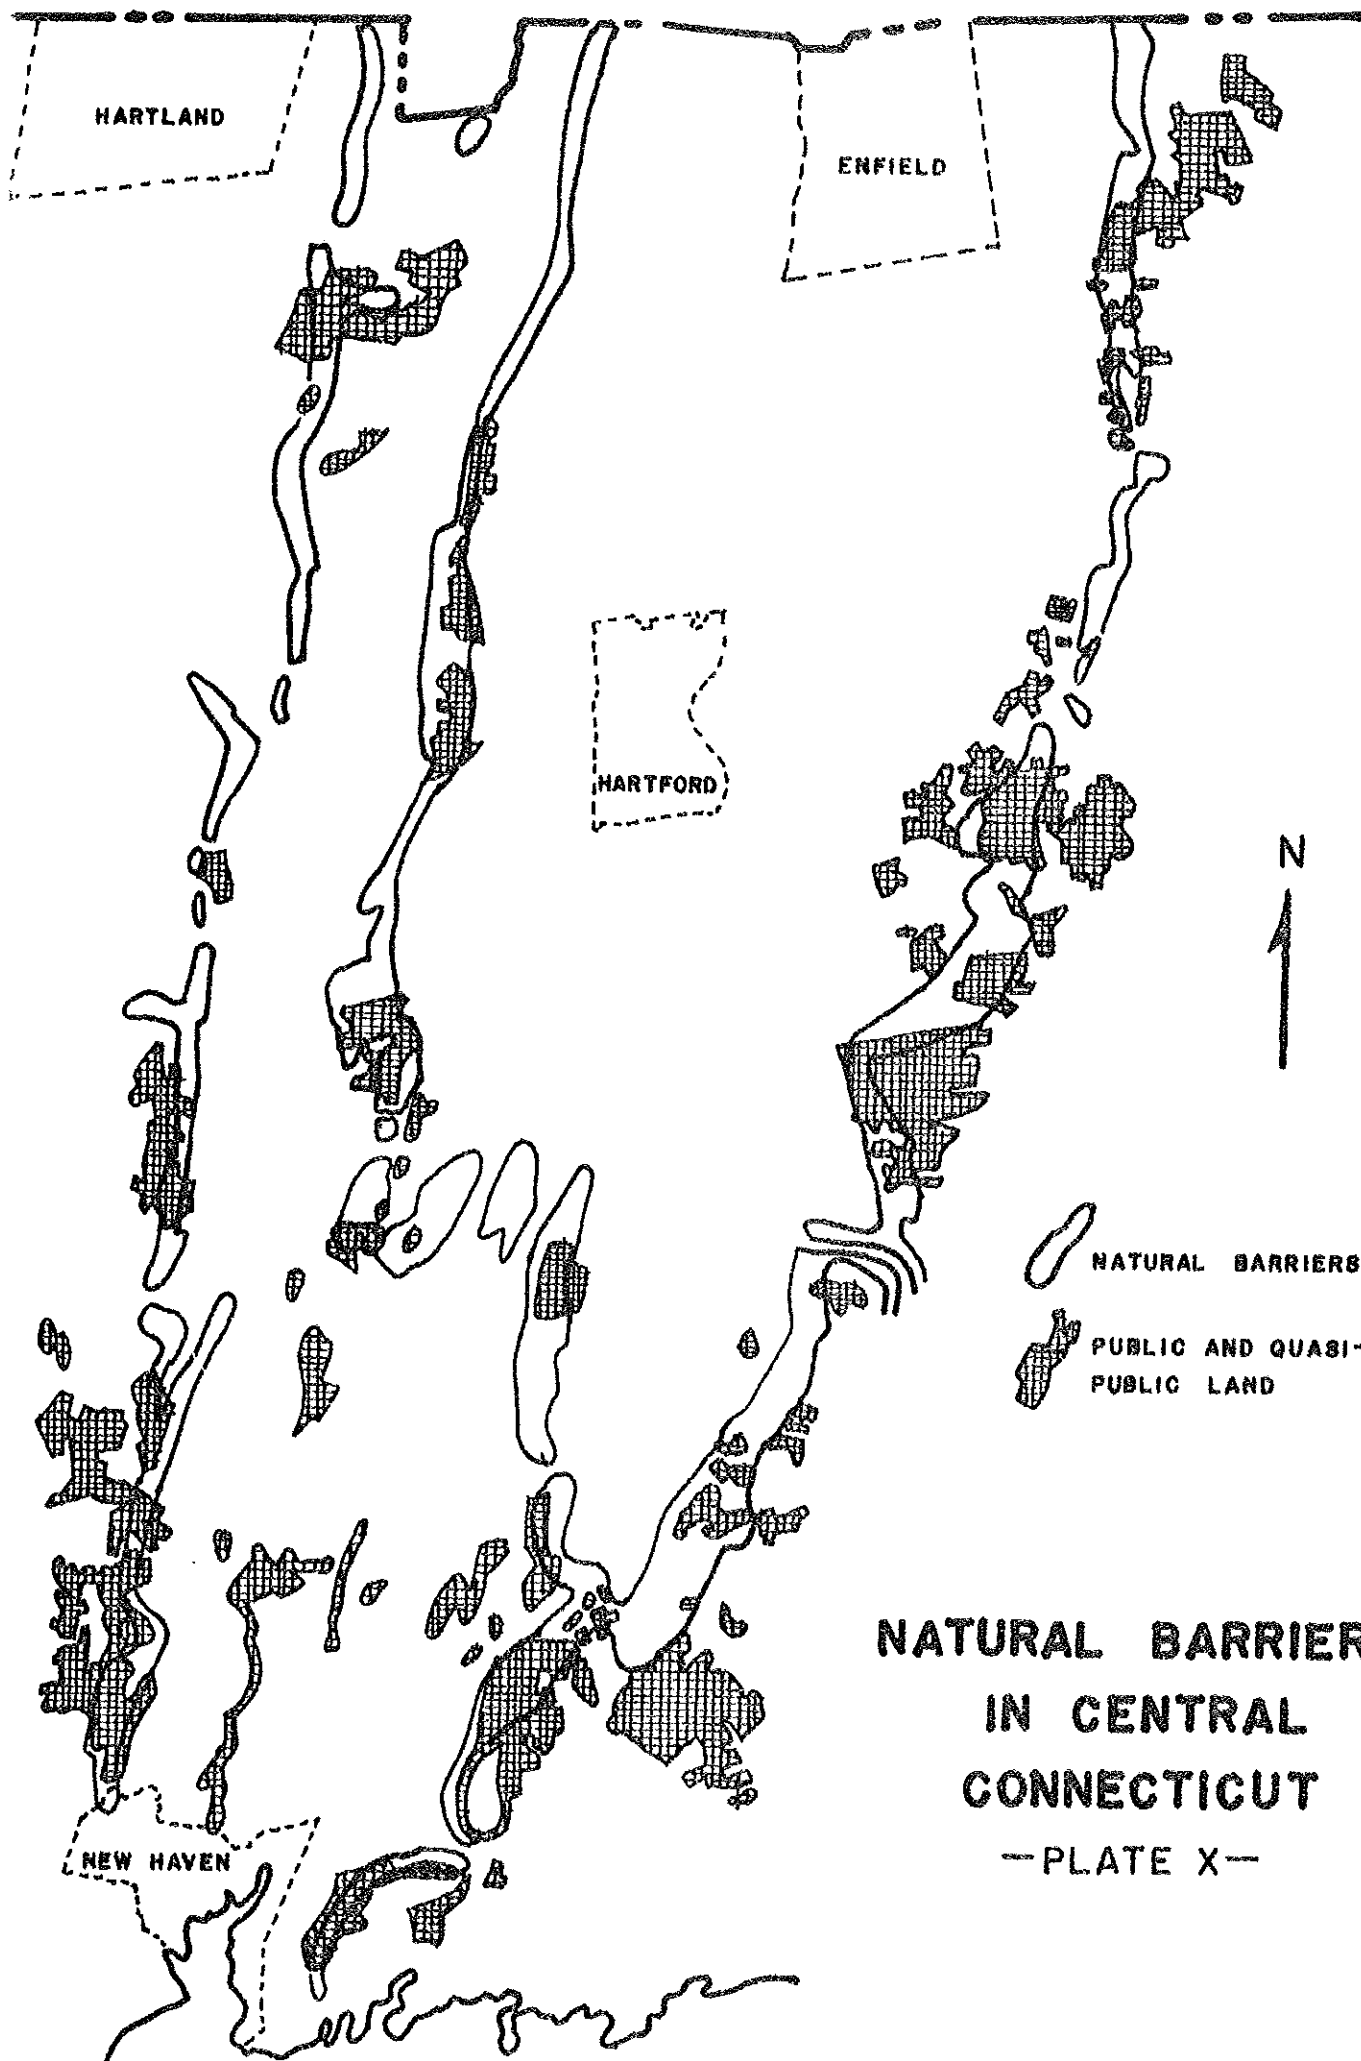 HARTLAND
ENFIELD
HARTFORD
N
NATURAL BARRIERS
PUBLIC AND QUASI-
PUBLIC LAND
NATURAL BARRIER
IN CENTRAL
CONNECTICUT
—PLATE X—
NEW HAVEN